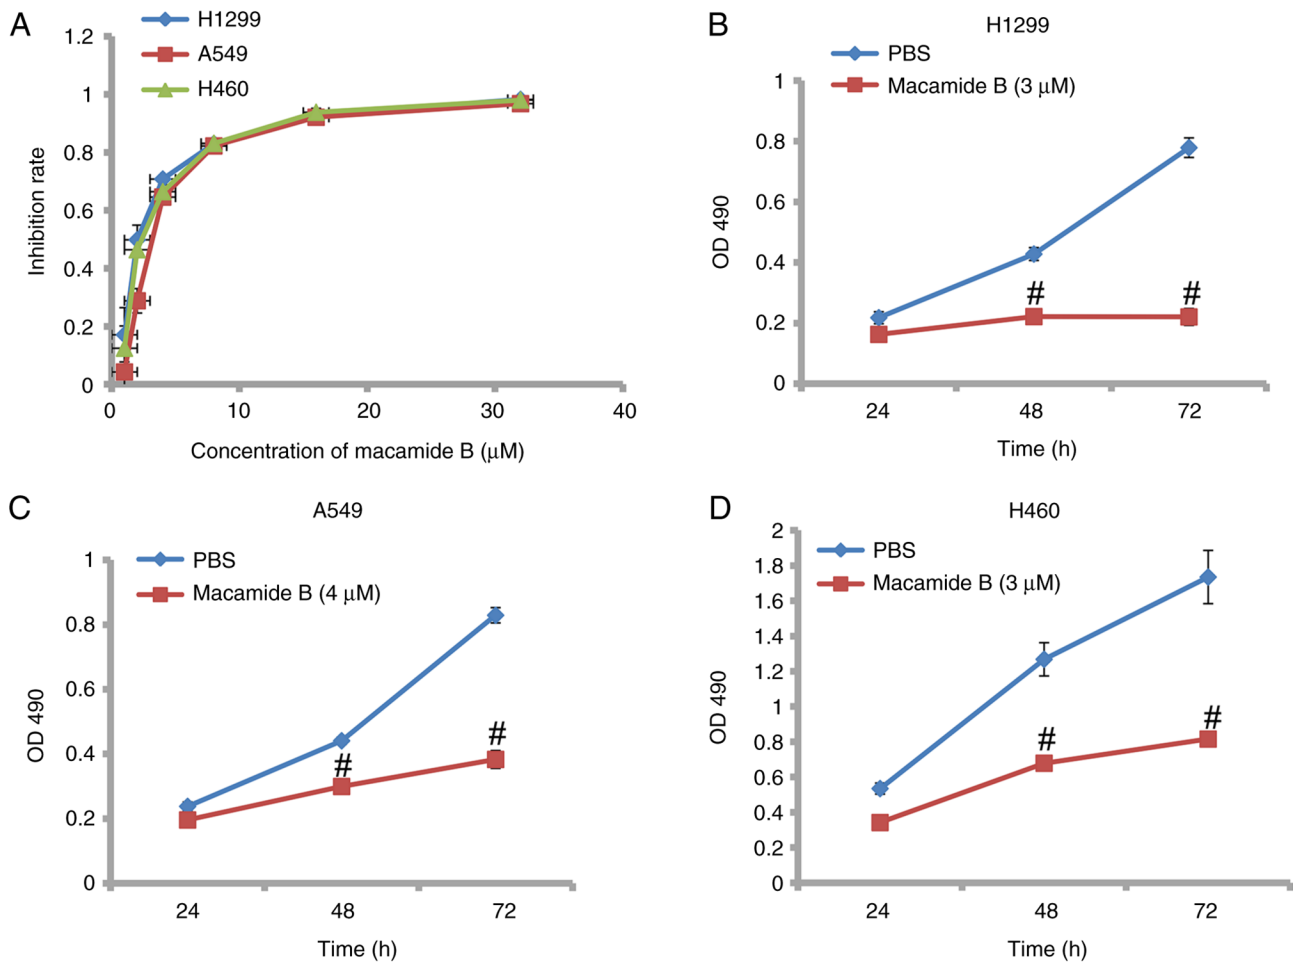 A
H1299
A549
H460
1.2
1
0.8
0.6
0.4
0.2
0
Inhibition rate
0 10 20 30 40
Concentration of macamide B (μM)
B
H1299
PBS
Macamide B (3 μM)
1
0.8
0.6
0.4
0.2
0
OD 490
# #
24 48 72
Time (h)
C
A549
PBS
Macamide B (4 μM)
1
0.8
0.6
0.4
0.2
0
OD 490
# #
24 48 72
Time (h)
D
H460
PBS
Macamide B (3 μM)
2
1.8
1.6
1.4
1.2
1
0.8
0.6
0.4
0.2
0
OD 490
# #
24 48 72
Time (h)